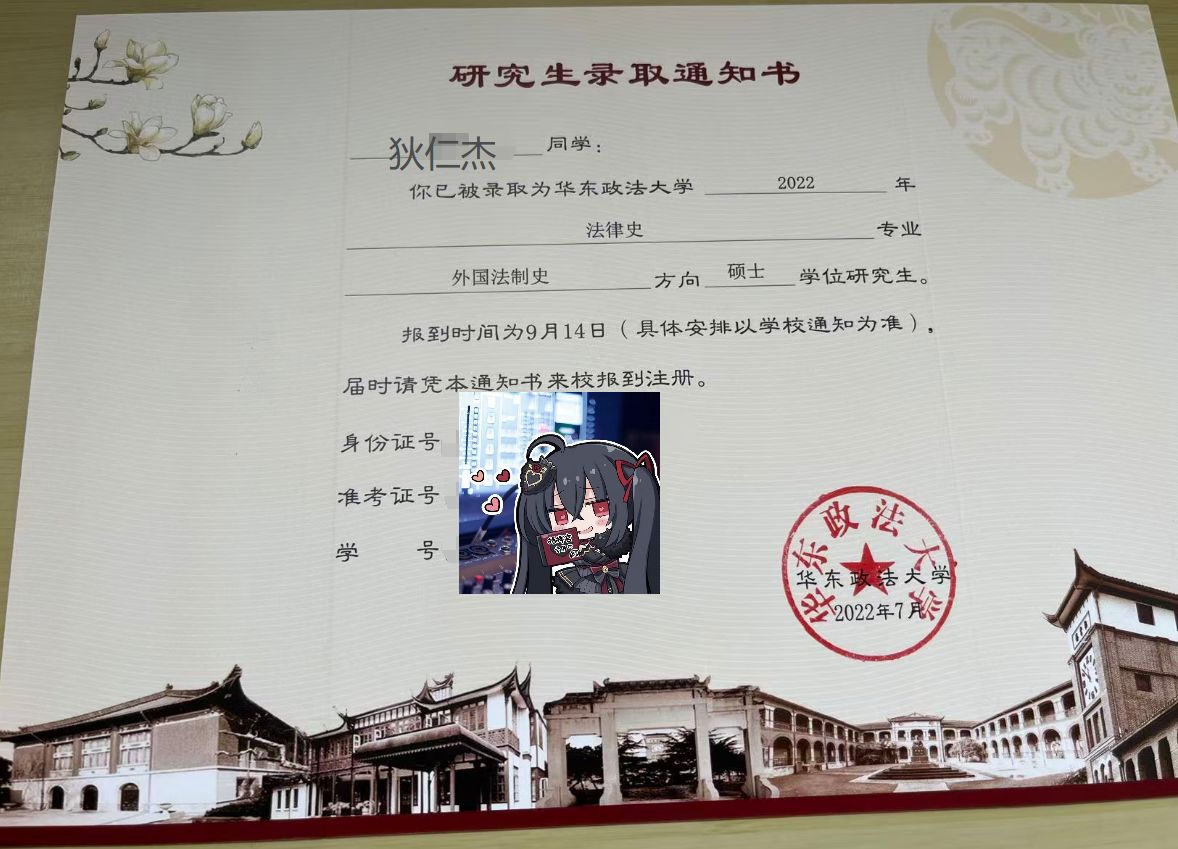 研究生录取通知书
狄仁杰 同学：
你已被录取为华东政法大学 2022 年
法律史 专业
外国法制史 方向 硕士 学位研究生。
报到时间为9月14日（具体安排以学校通知为准），
届时请凭本通知书来校报到注册。
身份证号
准考证号
学 号
华东政法大学
华东政法大学
2022年7月